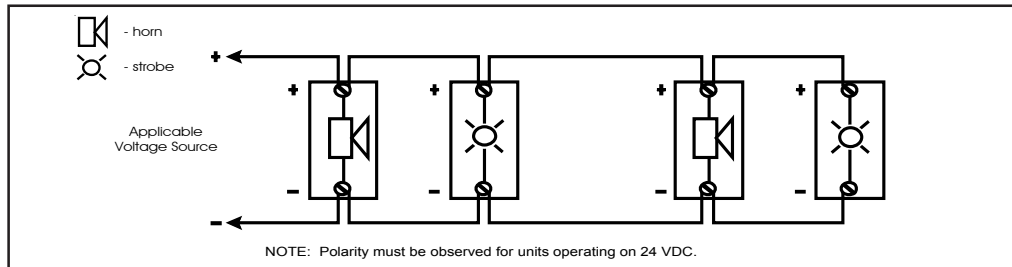 - horn
- strobe
+
+ + + +
Applicable
Voltage Source
- - - -
-
NOTE: Polarity must be observed for units operating on 24 VDC.